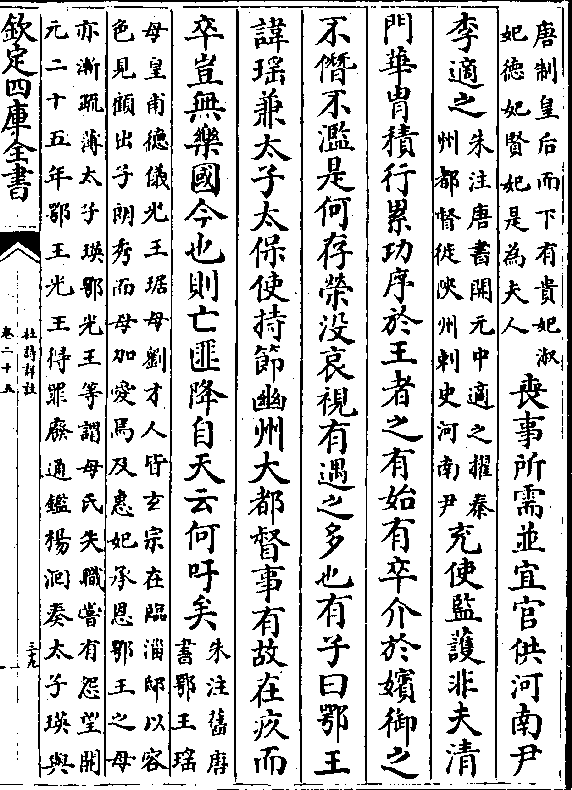 唐制皇后而下有貴妃淑
妃德妃賢妃是為夫人
喪事所需並宜官供河南尹
李適之
朱注唐書開元中適之擢秦
州都督徙陜州刺史河南尹
充使監護非夫清
門華胄積行累功序於王者之有始有卒介於嬪御之
不僭不濫是何存榮没哀視有遇之多也有子曰鄂王
諱瑶兼太子太保使持節幽州大都督事有故在疚而
卒豈無樂國今也則亡匪降自天云何吁矣
朱注舊唐
書鄂王瑶
母皇甫德儀光王琚母劉才人皆𤣥宗在臨淄邸以容
色見顧出子朗秀而母加愛焉及惠妃承恩鄂王之母
亦漸疏薄太子瑛鄂光王等謂母氏失職嘗有怨望開
元二十五年鄂王光王得罪廢通鑑楊洄奏太子瑛與
欽定四庫全書
杜詩詳註
卷二十五
三九